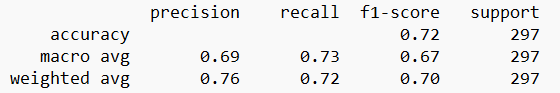 precision recall f1-score support
accuracy 0.72 297
macro avg 0.69 0.73 0.67 297
weighted avg 0.76 0.72 0.70 297